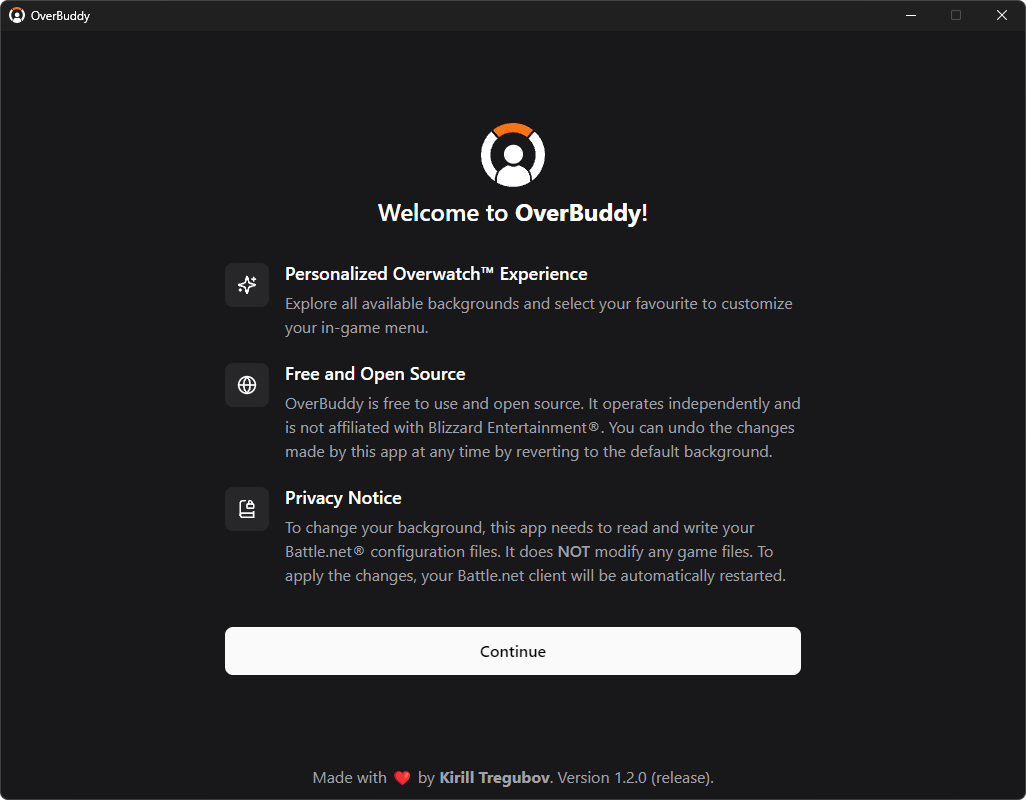 OverBuddy
Welcome to OverBuddy!
Personalized Overwatch™ Experience
Explore all available backgrounds and select your favourite to customize
your in-game menu.
Free and Open Source
OverBuddy is free to use and open source. It operates independently and
is not affiliated with Blizzard Entertainment®. You can undo the changes
made by this app at any time by reverting to the default background.
Privacy Notice
To change your background, this app needs to read and write your
Battle.net® configuration files. It does NOT modify any game files. To
apply the changes, your Battle.net client will be automatically restarted.
Continue
Made with ❤️ by Kirill Tregubov. Version 1.2.0 (release).